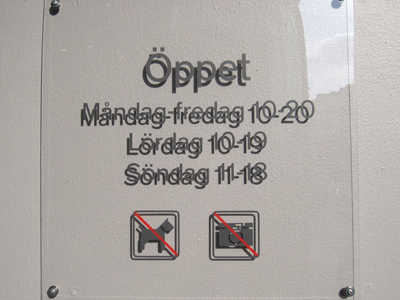 Öppet
Måndag-fredag 10-20
Lördag 10-19
Söndag 11-18